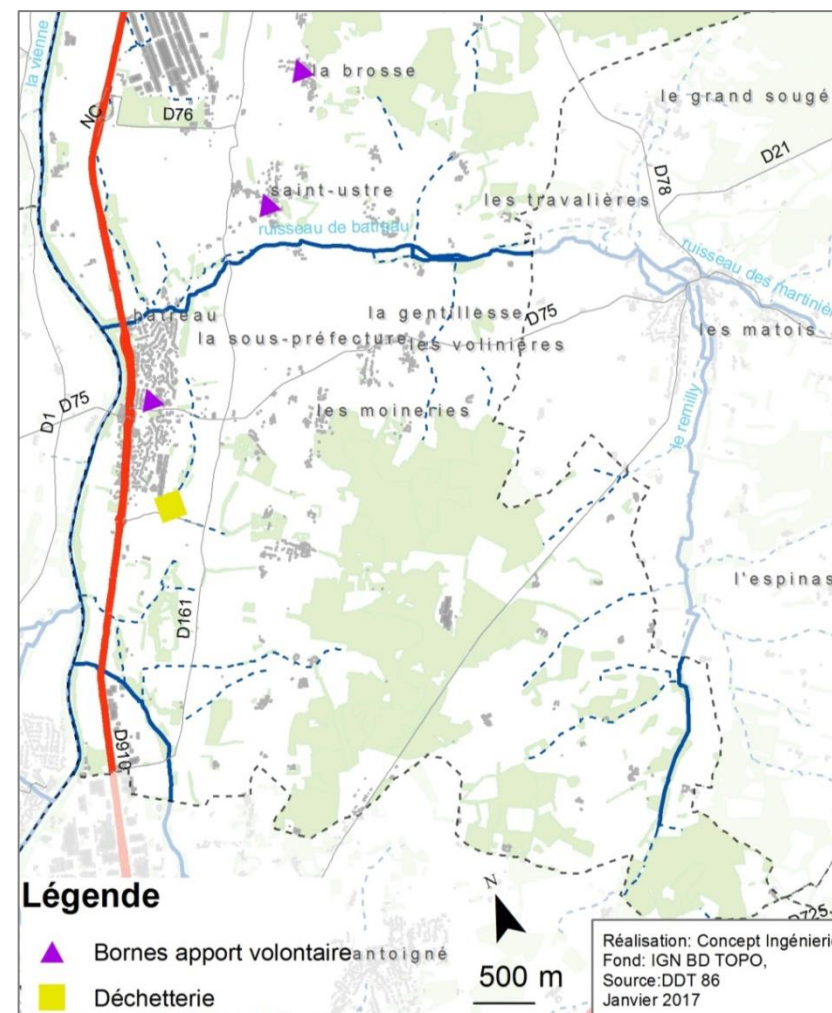 la vienne
la brosse
le grand sougé
NC
D76
D21
D78
saint-ustre
les travalières
ruisseau de batreau
ruisseau des martiniè
batreau
la gentillesse
D75
la sous-préfecture
les volinières
les matois
D1
D75
les moineries
le remilly
l'espinas
D161
D910
D725
Légende
Bornes apport volontaire
antoigné
Déchetterie
N
500 m
Réalisation: Concept Ingénierie
Fond: IGN BD TOPO,
Source:DDT 86
Janvier 2017